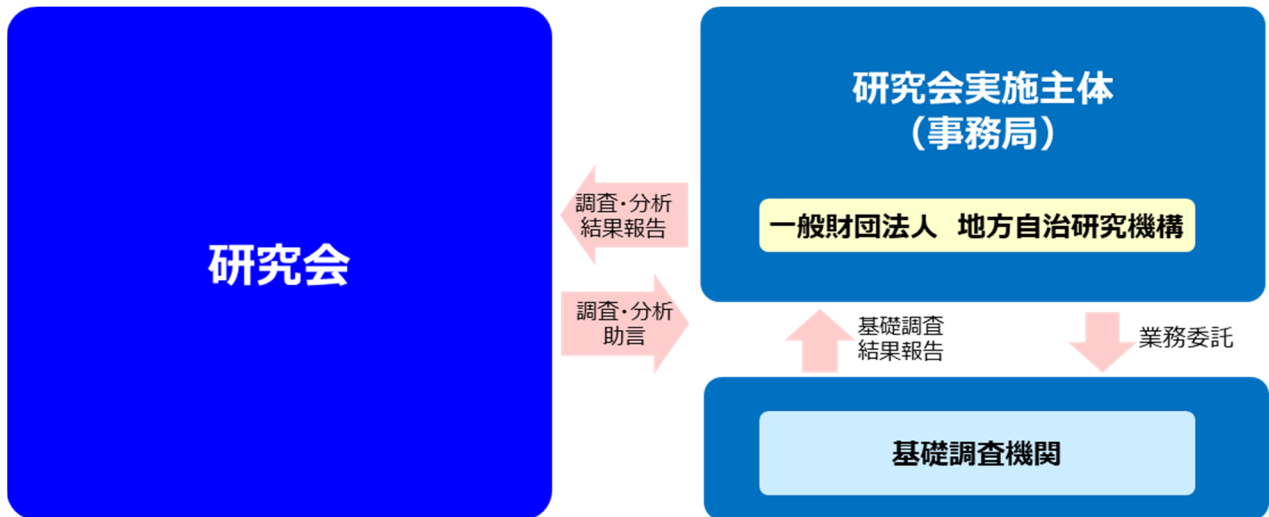 研究会
調査・分析
結果報告
調査・分析
助言
研究会実施主体
（事務局）
一般財団法人 地方自治研究機構
基礎調査
結果報告
業務委託
基礎調査機関